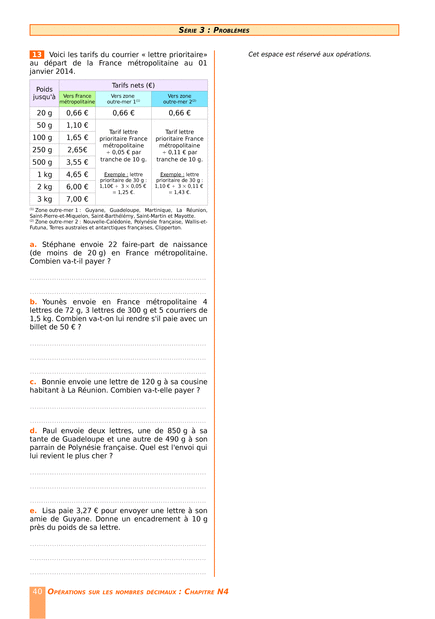 SÉRIE 3 : PROBLÈMES
13 Voici les tarifs du courrier « lettre prioritaire»
au départ de la France métropolitaine au 01
janvier 2014.
Poids
jusqu'à
Tarifs nets (€)
Vers France
métropolitaine
Vers zone
outre-mer 1(1)
Vers zone
outre-mer 2(2)
20 g 0,66 € 0,66 € 0,66 €
50 g 1,10 €
100 g 1,65 €
250 g 2,65€
500 g 3,55 €
1 kg 4,65 €
2 kg 6,00 €
3 kg 7,00 €
Tarif lettre
prioritaire France
métropolitaine
+ 0,05 € par
tranche de 10 g.
Exemple : lettre
prioritaire de 30 g :
1,10€ + 3 × 0,05 €
= 1,25 €.
Tarif lettre
prioritaire France
métropolitaine
+ 0,11 € par
tranche de 10 g.
Exemple : lettre
prioritaire de 30 g :
1,10 € + 3 × 0,11 €
= 1,43 €.
(1) Zone outre-mer 1 : Guyane, Guadeloupe, Martinique, La Réunion,
Saint-Pierre-et-Miquelon, Saint-Barthélémy, Saint-Martin et Mayotte.
(2) Zone outre-mer 2 : Nouvelle-Calédonie, Polynésie française, Wallis-et-
Futuna, Terres australes et antarctiques françaises, Clipperton.
a. Stéphane envoie 22 faire-part de naissance
(de moins de 20 g) en France métropolitaine.
Combien va-t-il payer ?
b. Younès envoie en France métropolitaine 4
lettres de 72 g, 3 lettres de 300 g et 5 courriers de
1,5 kg. Combien va-t-on lui rendre s'il paie avec un
billet de 50 € ?
c. Bonnie envoie une lettre de 120 g à sa cousine
habitant à La Réunion. Combien va-t-elle payer ?
d. Paul envoie deux lettres, une de 850 g à sa
tante de Guadeloupe et une autre de 490 g à son
parrain de Polynésie française. Quel est l'envoi qui
lui revient le plus cher ?
e. Lisa paie 3,27 € pour envoyer une lettre à son
amie de Guyane. Donne un encadrement à 10 g
près du poids de sa lettre.
Cet espace est réservé aux opérations.
40 OPÉRATIONS SUR LES NOMBRES DÉCIMAUX : CHAPITRE N4